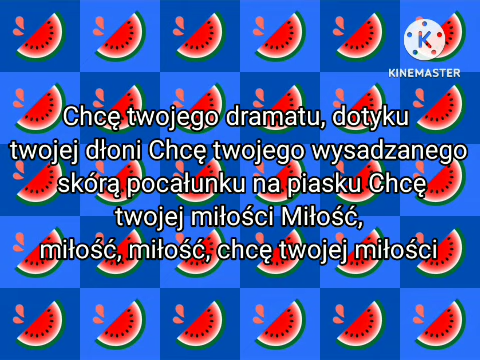 KINEMASTER
Chcę twojego dramatu, dotyku
twojej dłoni Chcę twojego wysadzanego
skórą pocałunku na piasku Chcę
twojej miłości Miłość,
miłość, miłość, chcę twojej miłości